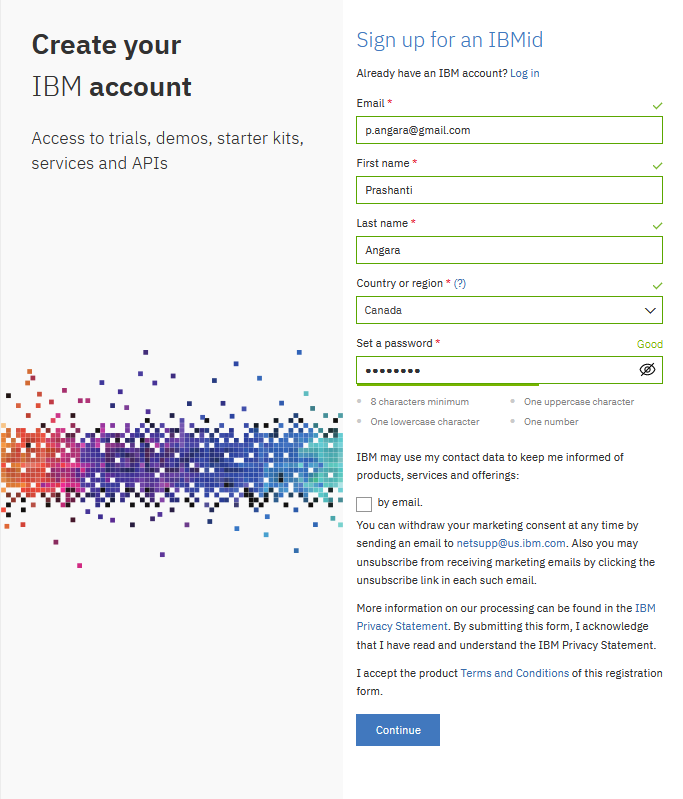 Create your
IBM account
Access to trials, demos, starter kits,
services and APIs
Sign up for an IBMid
Already have an IBM account? Log in
Email *
p.angara@gmail.com
First name *
Prashanti
Last name *
Angara
Country or region * (?)
Canada
Set a password * Good
••••••••
8 characters minimum
One uppercase character
One lowercase character
One number
IBM may use my contact data to keep me informed of
products, services and offerings:
by email.
You can withdraw your marketing consent at any time by
sending an email to netsupp@us.ibm.com. Also you may
unsubscribe from receiving marketing emails by clicking the
unsubscribe link in each such email.
More information on our processing can be found in the IBM
Privacy Statement. By submitting this form, I acknowledge
that I have read and understand the IBM Privacy Statement.
I accept the product Terms and Conditions of this registration
form.
Continue